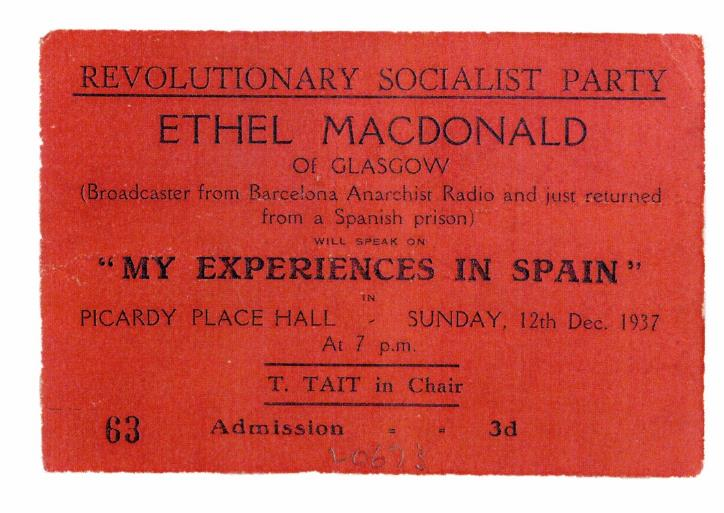 REVOLUTIONARY SOCIALIST PARTY
ETHEL MACDONALD
Of GLASGOW
(Broadcaster from Barcelona Anarchist Radio and just returned
from a Spanish prison)
WILL SPEAK ON
"MY EXPERIENCES IN SPAIN"
IN
PICARDY PLACE HALL - SUNDAY, 12th Dec. 1937
At 7 p.m.
T. TAIT in Chair
63 Admission = = 3d